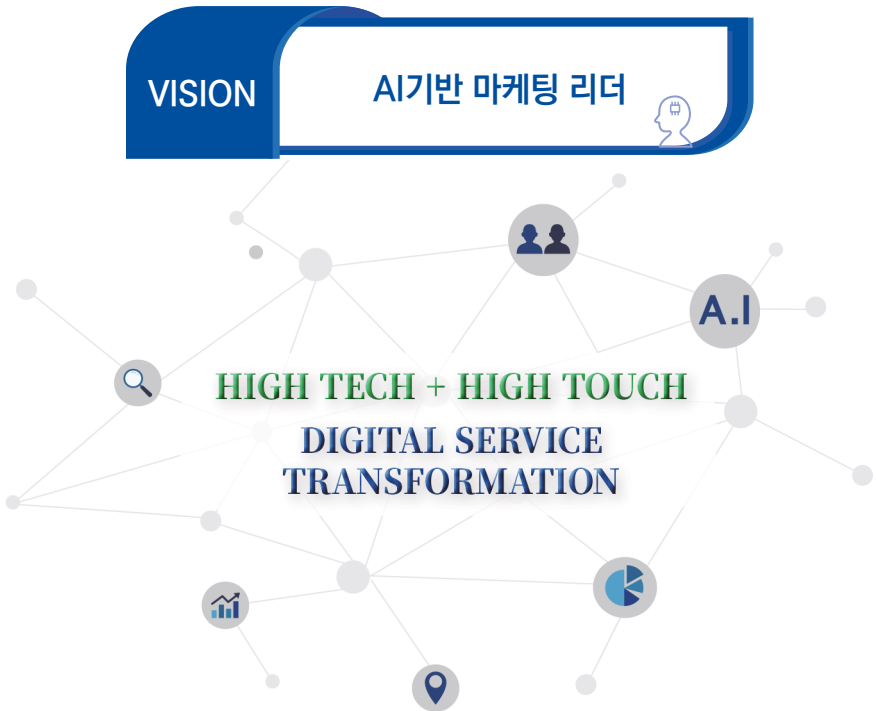 VISION
AI기반 마케팅 리더
A.I
HIGH TECH + HIGH TOUCH
DIGITAL SERVICE
TRANSFORMATION